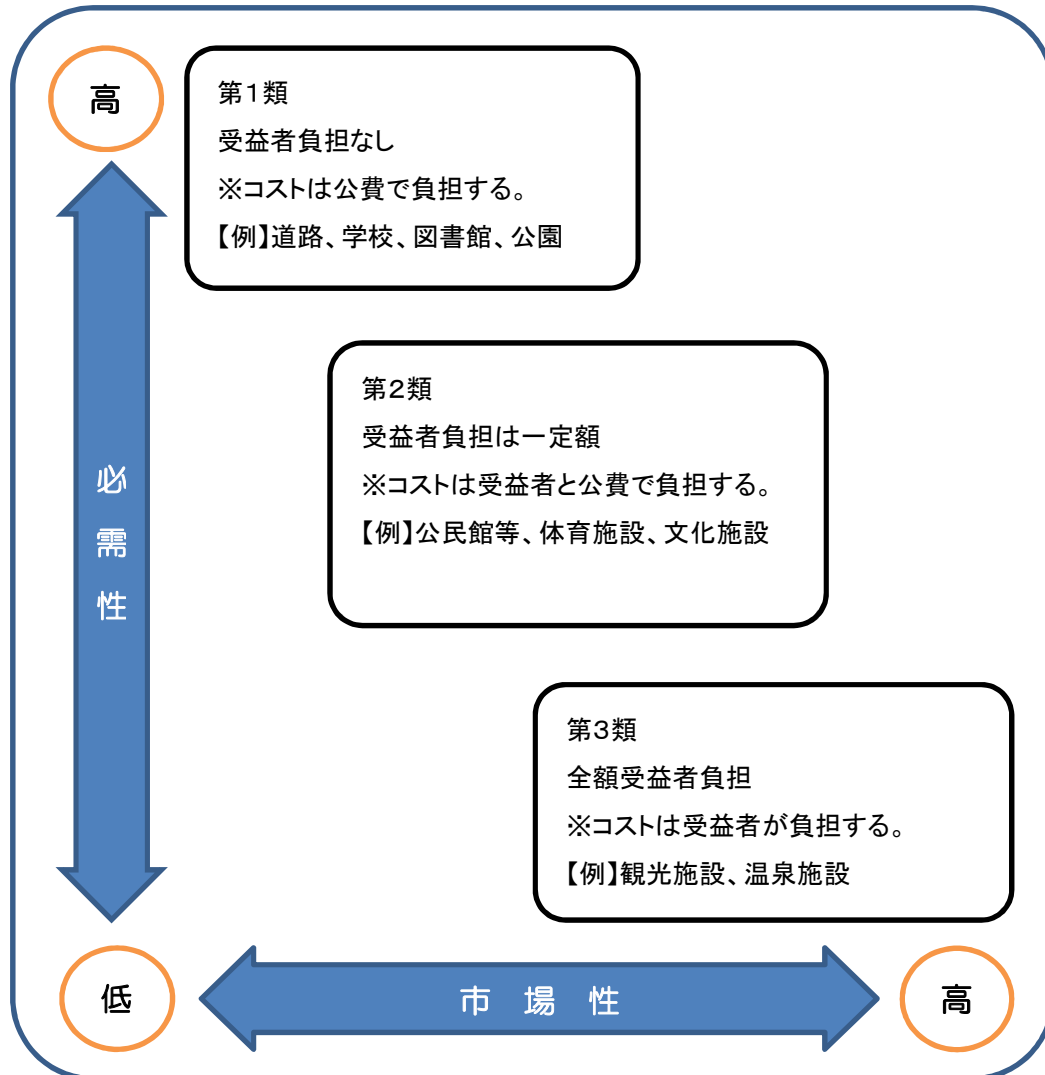 高
第1類
受益者負担なし
※コストは公費で負担する。
【例】道路、学校、図書館、公園
第2類
受益者負担は一定額
※コストは受益者と公費で負担する。
【例】公民館等、体育施設、文化施設
必需性
第3類
全額受益者負担
※コストは受益者が負担する。
【例】観光施設、温泉施設
低
市場性
高